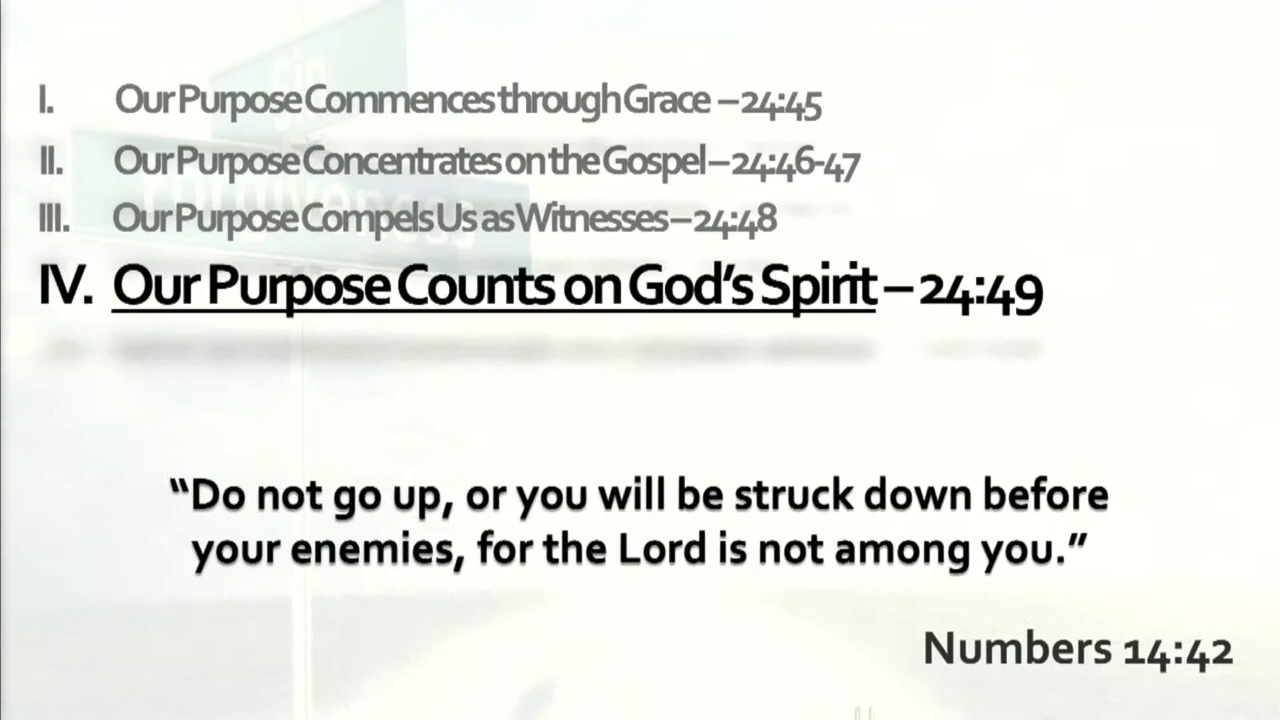 Sin
Forgiveness
I. Our Purpose Commences through Grace – 24:45
II. Our Purpose Concentrates on the Gospel – 24:46-47
III. Our Purpose Compels Us as Witnesses – 24:48
IV. Our Purpose Counts on God's Spirit – 24:49
“Do not go up, or you will be struck down before
your enemies, for the Lord is not among you.”
Numbers 14:42